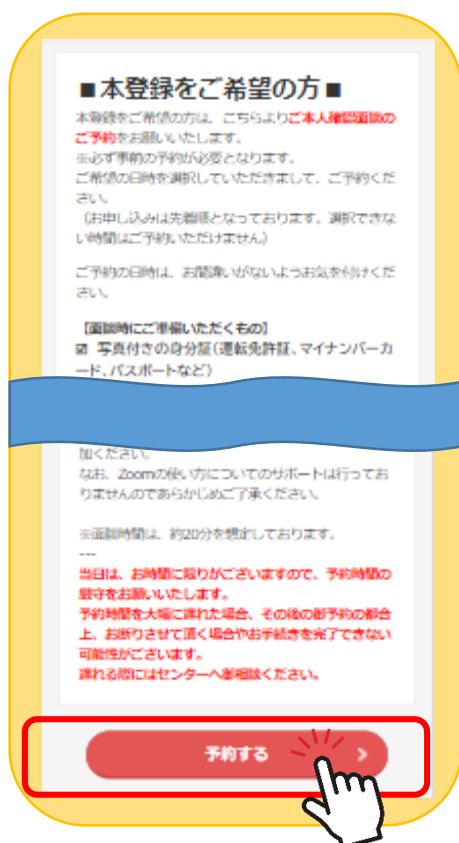 ■本登録をご希望の方■
本登録をご希望の方は、こちらよりご本人確認面談の
ご予約をお願いいたします。
※必ず事前の予約が必要となります。
ご希望の日時を選択していただきまして、ご予約くだ
さい。
（お申し込みは先着順となっております。選択できな
い時間はご予約いただけません）
ご予約の日時は、お間違いがないようお気を付けくだ
さい。
【面談時にご準備いただくもの】
☑ 写真付きの身分証（運転免許証、マイナンバーカ
ード、パスポートなど）
加ください。
なお、Zoomの使い方についてのサポートは行ってお
りませんのであらかじめご了承ください。
※面談時間は、約20分を想定しております。
---
当日は、お時間に限りがございますので、予約時間の
厳守をお願いいたします。
予約時間を大幅に遅れた場合、その後の御予約の都合
上、お断りさせて頂く場合やお手続きを完了できない
可能性がございます。
遅れる際にはセンターへ御相談ください。
予約する